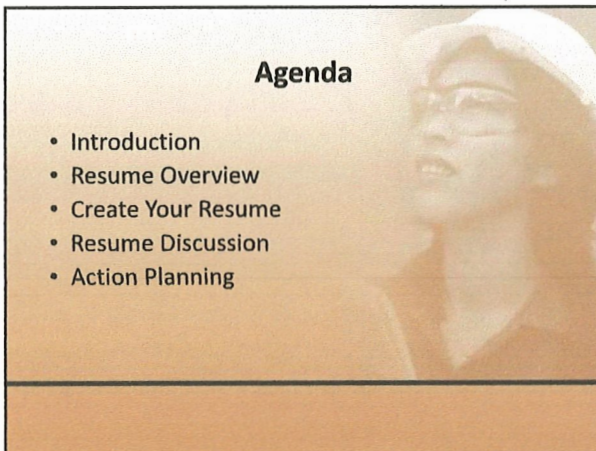 Agenda
• Introduction
• Resume Overview
• Create Your Resume
• Resume Discussion
• Action Planning